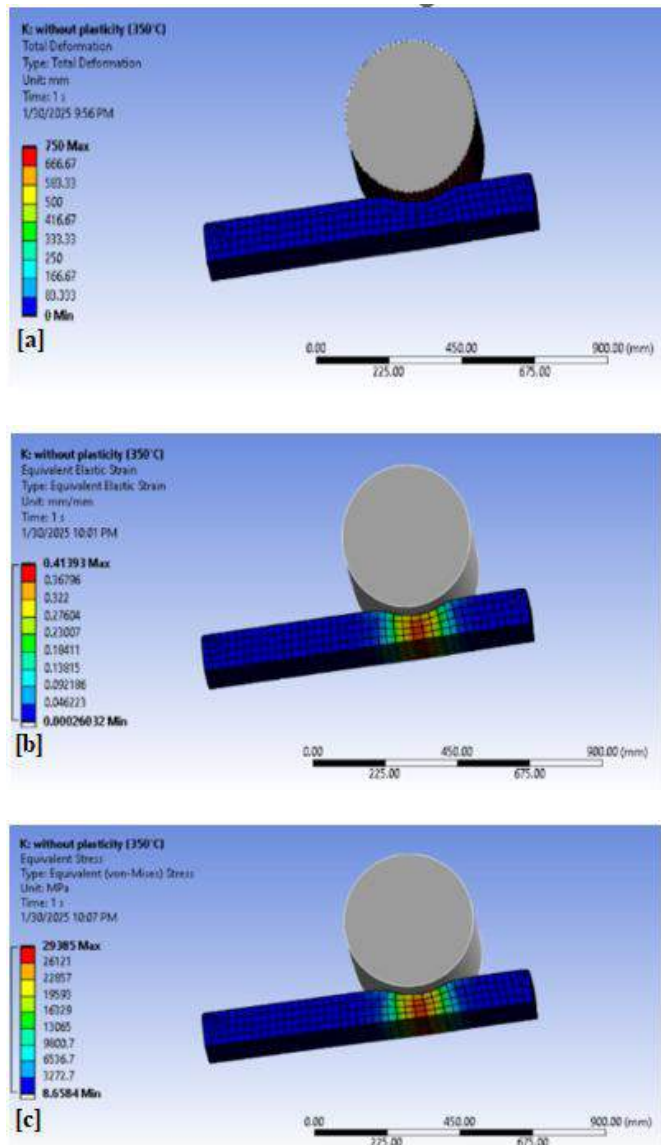 K: without plasticity (350°C)
Total Deformation
Type: Total Deformation
Unit: mm
Time: 1 s
1/30/2025 9:56 PM
750 Max
666.67
583.33
500
416.67
333.33
250
166.67
83.333
0 Min
[a]
0.00 450.00 900.00 (mm)
225.00 675.00
K: without plasticity (350°C)
Equivalent Elastic Strain
Type: Equivalent Elastic Strain
Unit: mm/mm
Time: 1 s
1/30/2025 10:01 PM
0.41393 Max
0.36796
0.322
0.27604
0.23007
0.18411
0.13815
0.092186
0.046223
0.00026032 Min
[b]
0.00 450.00 900.00 (mm)
225.00 675.00
K: without plasticity (350°C)
Equivalent Stress
Type: Equivalent (von-Mises) Stress
Unit: MPa
Time: 1 s
1/30/2025 10:07 PM
29385 Max
26121
22857
19593
16329
13065
9800.7
6536.7
3272.7
8.6584 Min
[c]
0.00 450.00 900.00 (mm)
225.00 675.00